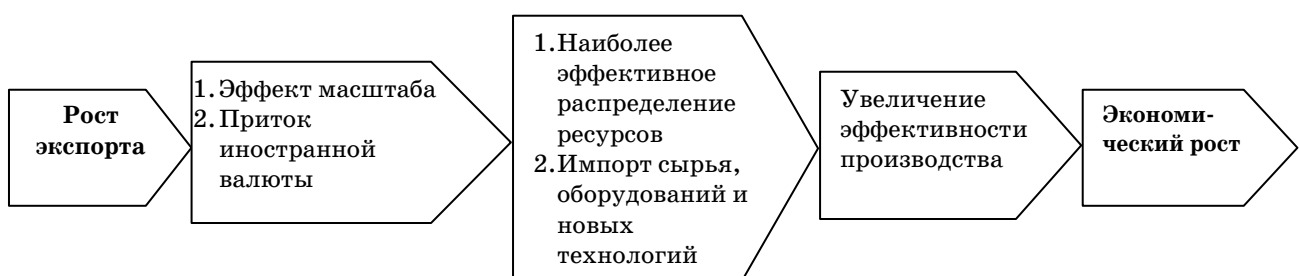 Рост
экспорта
1. Эффект масштаба
2. Приток
иностранной
валюты
1. Наиболее
эффективное
распределение
ресурсов
2. Импорт сырья,
оборудований и
новых
технологий
Увеличение
эффективности
производства
Экономи-
ческий рост